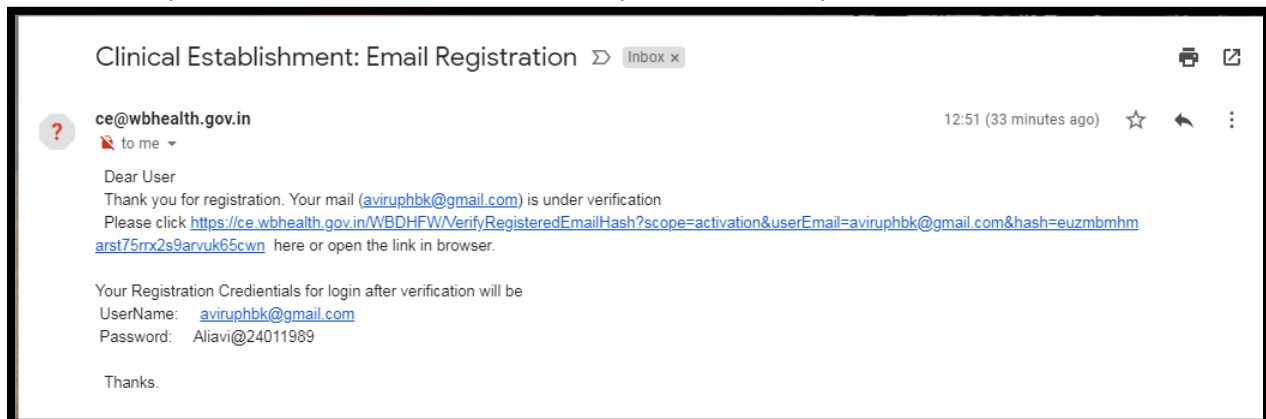 Clinical Establishment: Email Registration Inbox x
?
ce@wbhealth.gov.in 12:51 (33 minutes ago)
to me
Dear User
Thank you for registration. Your mail (aviruphbk@gmail.com) is under verification
Please click https://ce.wbhealth.gov.in/WBDHFW/VerifyRegisteredEmailHash?scope=activation&userEmail=aviruphbk@gmail.com&hash=euzmbmhm
arst75rrx2s9arvuk65cwn here or open the link in browser.
Your Registration Credientials for login after verification will be
UserName: aviruphbk@gmail.com
Password: Aliavi@24011989
Thanks.